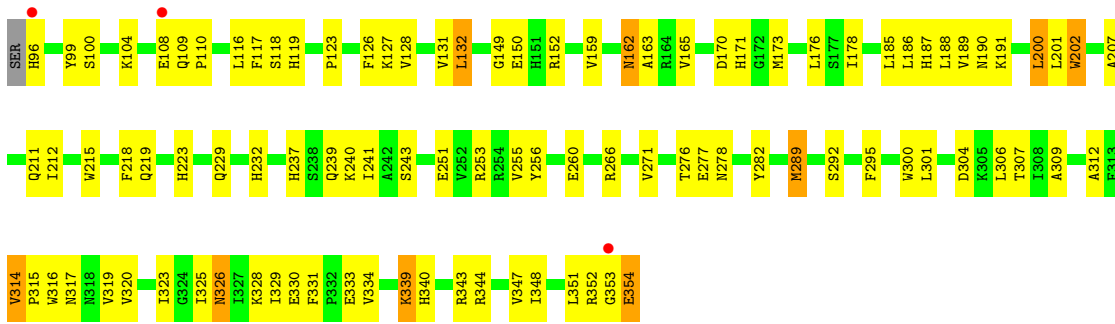 SER H96 Y99 S100 K104 E108 Q109 P110 L116 F117 S118 H119 P123 F126 K127 V128 V131 L132 G149 E150 H151 R152 V159 N162 A163 R164 V165 D170 H171 G172 M173 L176 S177 I178 L185 L186 H187 L188 V189 N190 K191 L200 L201 W202 A207
Q211 I212 W215 F218 Q219 H223 Q229 H232 H237 S238 Q239 K240 I241 A242 S243 E251 V252 R253 R254 V255 Y256 E260 R266 V271 T276 E277 N278 Y282 M289 S292 F295 W300 L301 D304 K305 L306 T307 I308 A309 A312 E313
V314 P315 W316 N317 N318 V319 V320 I323 G324 I325 N326 I327 K328 I329 E330 F331 P332 E333 V334 K339 H340 R343 R344 V347 I348 L351 R352 G353 E354